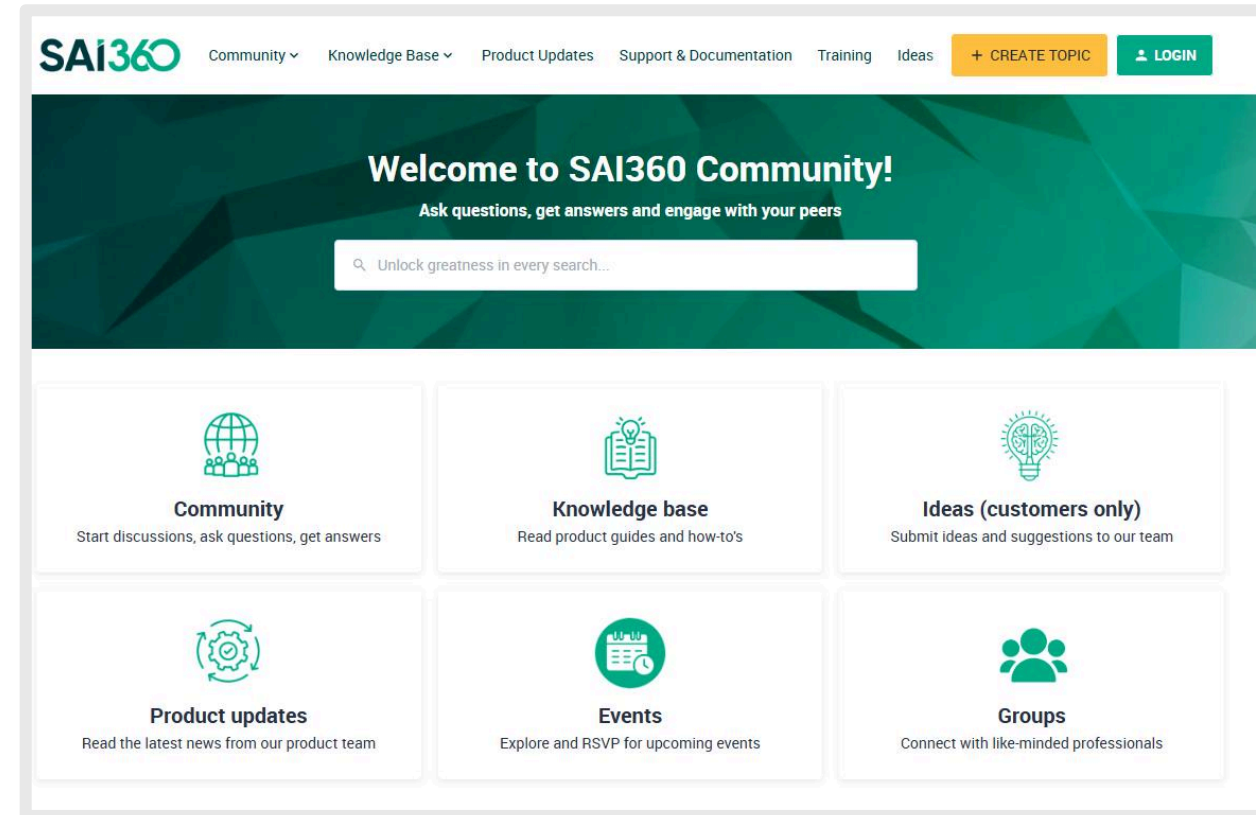 SAI360 Community Knowledge Base Product Updates Support & Documentation Training Ideas + CREATE TOPIC LOGIN
Welcome to SAI360 Community!
Ask questions, get answers and engage with your peers
Unlock greatness in every search...
Community
Start discussions, ask questions, get answers
Knowledge base
Read product guides and how-to's
Ideas (customers only)
Submit ideas and suggestions to our team
Product updates
Read the latest news from our product team
Events
Explore and RSVP for upcoming events
Groups
Connect with like-minded professionals